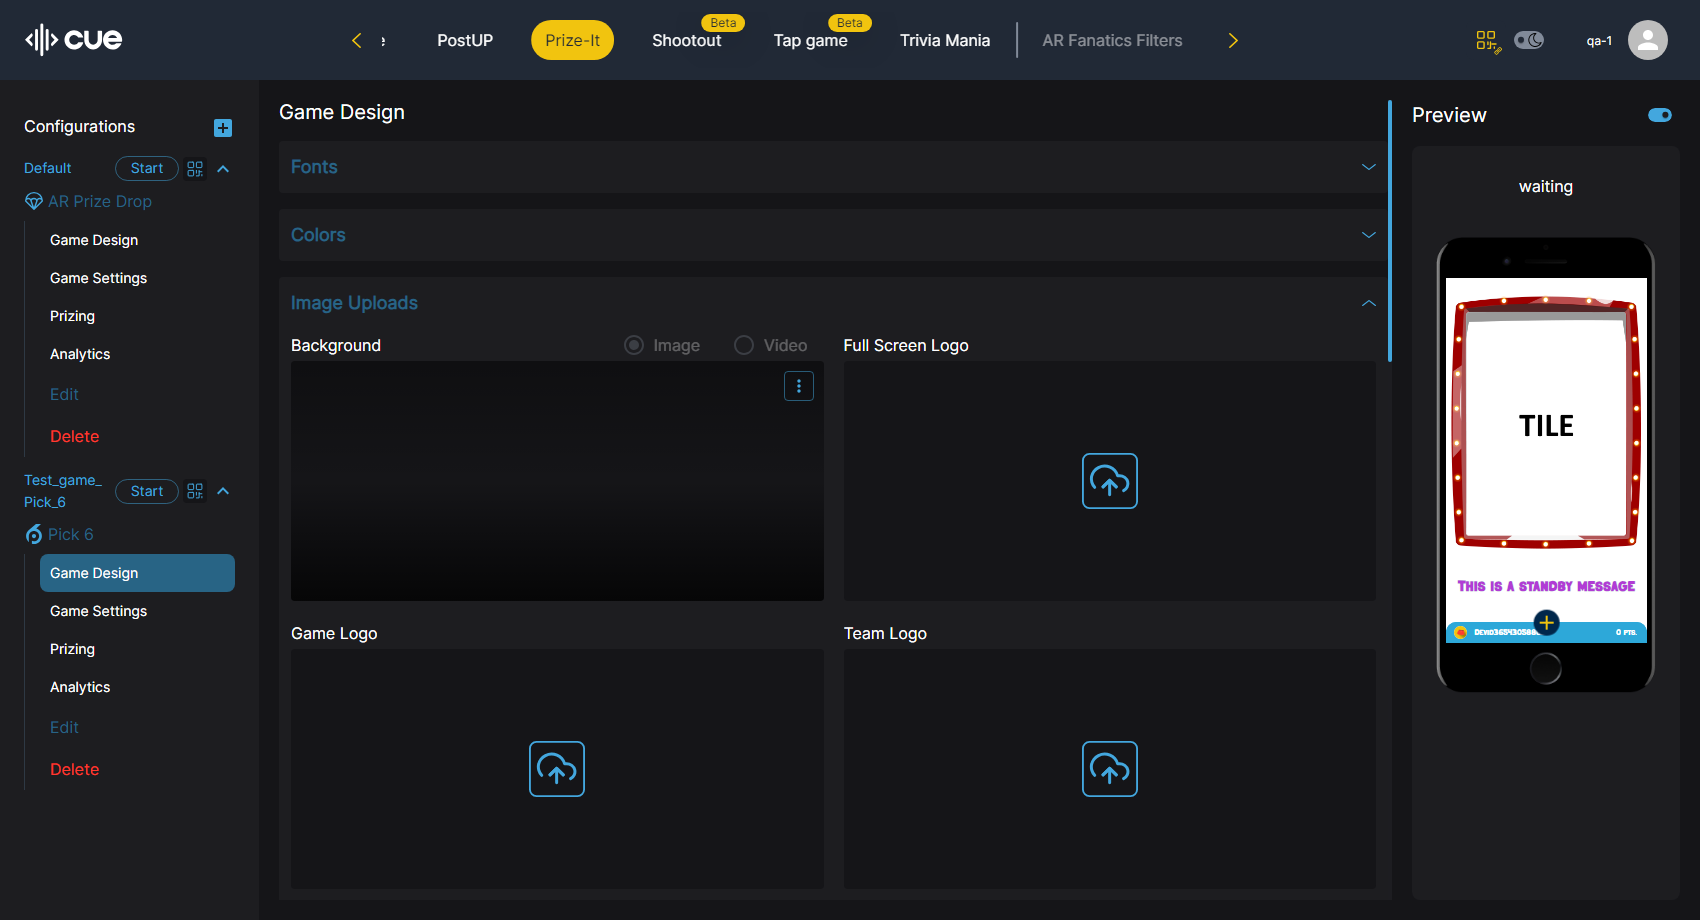 cue
e
PostUP
Prize-It
Beta
Shootout
Beta
Tap game
Trivia Mania
AR Fanatics Filters
qa-1
Configurations
Default
Start
AR Prize Drop
Game Design
Game Settings
Prizing
Analytics
Edit
Delete
Test_game_
Pick_6
Start
Pick 6
Game Design
Game Settings
Prizing
Analytics
Edit
Delete
Game Design
Fonts
Colors
Image Uploads
Background
Image
Video
Full Screen Logo
Game Logo
Team Logo
Preview
waiting
TILE
This is a standby message
0 pts.